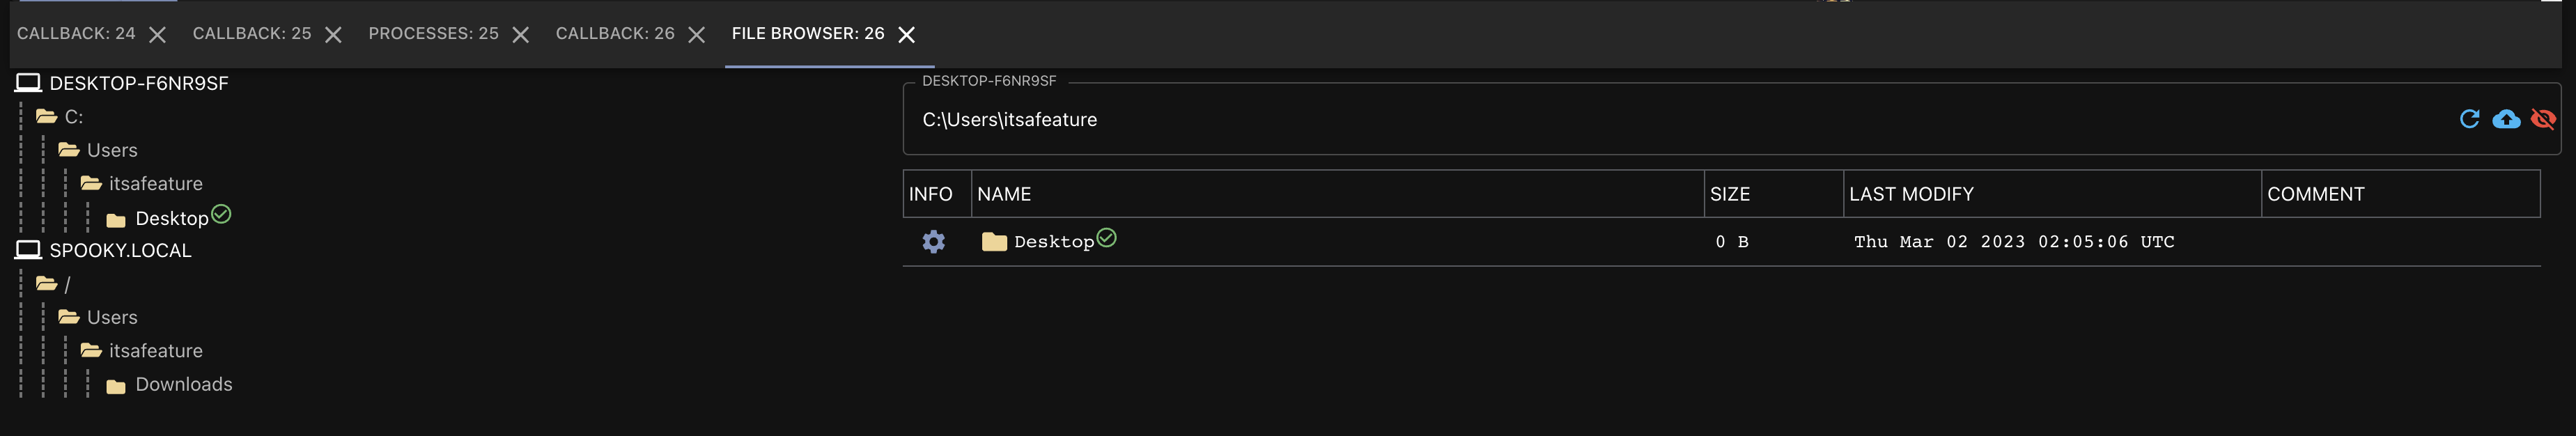 CALLBACK: 24 CALLBACK: 25 PROCESSES: 25 CALLBACK: 26 FILE BROWSER: 26
DESKTOP-F6NR9SF
C:
Users
itsafeature
Desktop
SPOOKY.LOCAL
/
Users
itsafeature
Downloads
DESKTOP-F6NR9SF
C:\Users\itsafeature
INFO NAME SIZE LAST MODIFY COMMENT
Desktop 0 B Thu Mar 02 2023 02:05:06 UTC